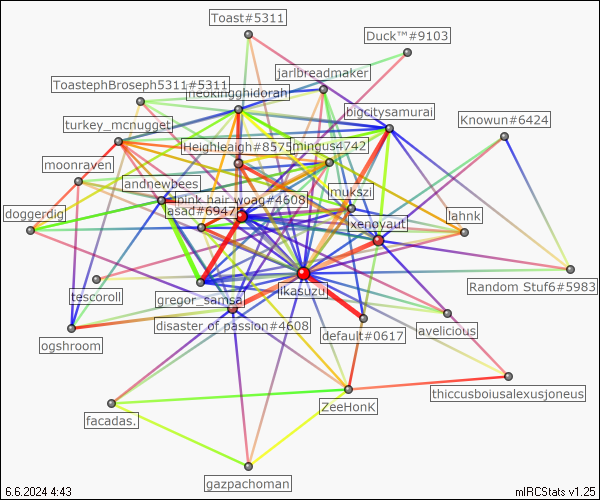 Toast#5311
Duck™#9103
jarlbreadmaker
ToastephBroseph5311#5311
neokingghidorah
bigcitysamurai
Knowun#6424
turkey_mcnugget
Heighleaigh#8575
mingus4742
moonraven
andnewbees
mukszi
pink hair woag#4608
doggerdig
asad#6947
xenoyaut
lahnk
tescoroll
gregor_samsa
likasuzu
Random Stuf6#5983
disaster of passion#4608
default#0617
avelicious
ogshroom
thiccusboiusalexusjoneus
ZeeHonK
facadas.
gazpachoman
6.6.2024 4:43
mIRCStats v1.25